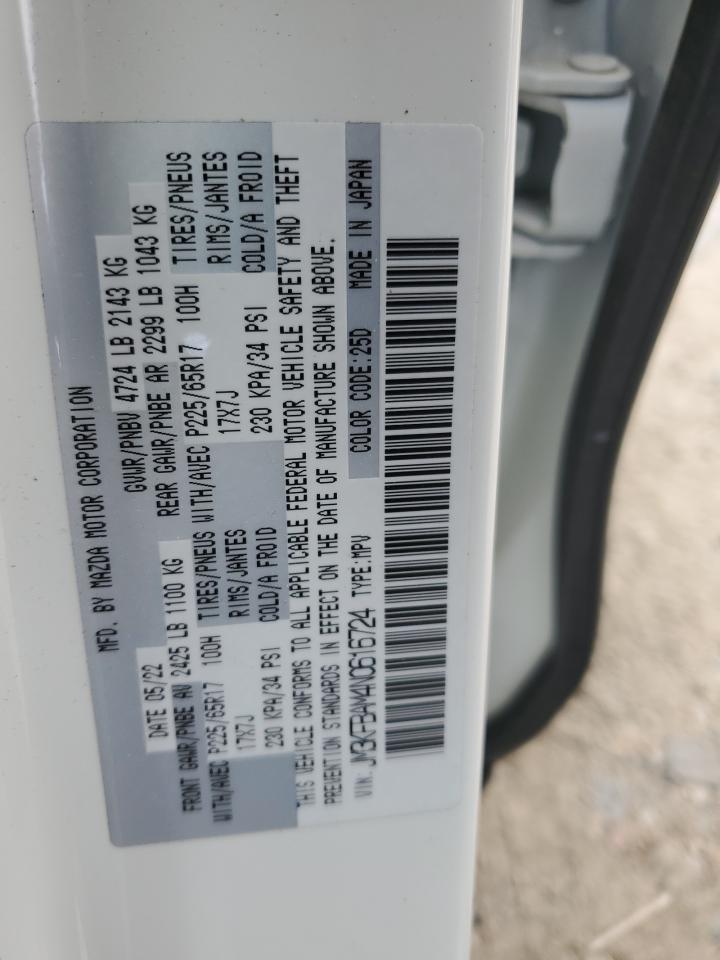 MFD. BY MAZDA MOTOR CORPORATION
DATE 05/22 GVWR/PNBV 4724 LB 2143 KG
FRONT GAWR/PNBE AV 2425 LB 1100 KG REAR GAWR/PNBE AR 2299 LB 1043 KG
WITH/AVEC P225/65R17 100H TIRES/PNEUS WITH/AVEC P225/65R17 100H TIRES/PNEUS
17X7J RIMS/JANTES 17X7J RIMS/JANTES
230 KPA/34 PSI COLD/A FROID 230 KPA/34 PSI COLD/A FROID
THIS VEHICLE CONFORMS TO ALL APPLICABLE FEDERAL MOTOR VEHICLE SAFETY AND THEFT
PREVENTION STANDARDS IN EFFECT ON THE DATE OF MANUFACTURE SHOWN ABOVE.
VIN: JM3KFBAM4N0616724 TYPE:MPV COLOR CODE:25D MADE IN JAPAN